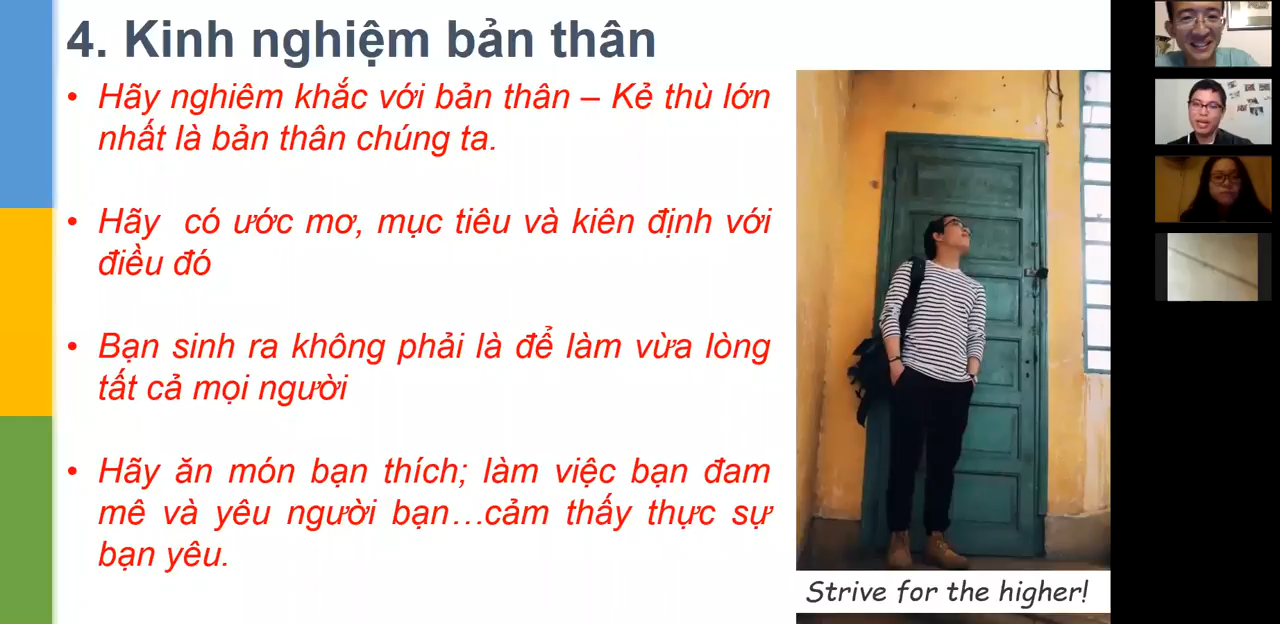 4. Kinh nghiệm bản thân
• Hãy nghiêm khắc với bản thân – Kẻ thù lớn
nhất là bản thân chúng ta.
• Hãy có ước mơ, mục tiêu và kiên định với
điều đó
• Bạn sinh ra không phải là để làm vừa lòng
tất cả mọi người
• Hãy ăn món bạn thích; làm việc bạn đam
mê và yêu người bạn…cảm thấy thực sự
bạn yêu.
Strive for the higher!